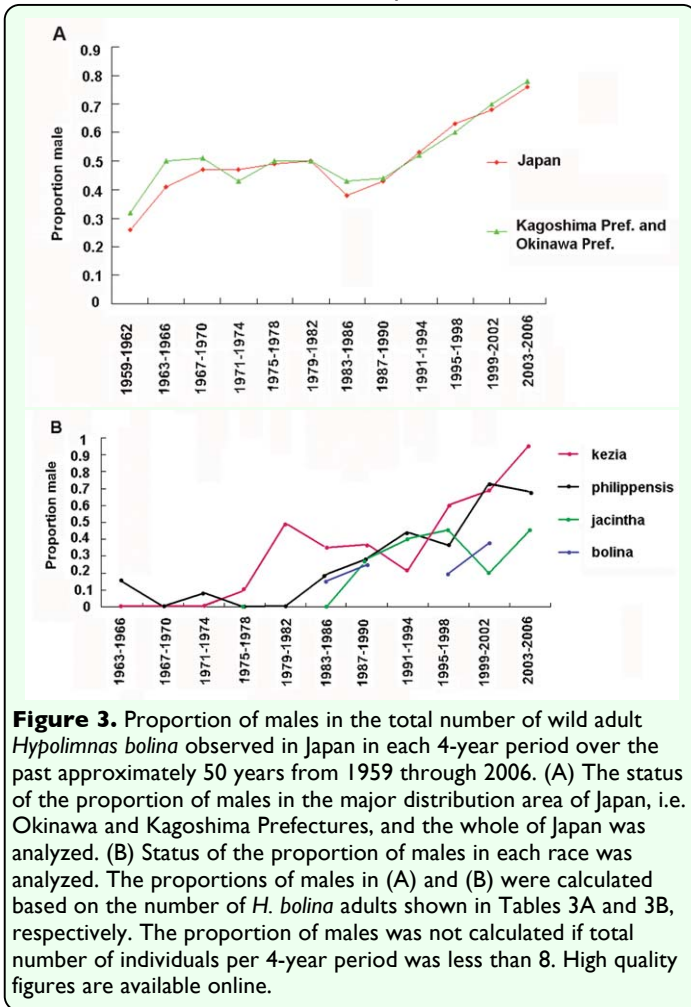 A
0.9
0.8
0.7
0.6
0.5
0.4
0.3
0.2
0.1
0
Proportion male
Japan
Kagoshima Pref. and
Okinawa Pref.
1959-1962
1963-1966
1967-1970
1971-1974
1975-1978
1979-1982
1983-1986
1987-1990
1991-1994
1995-1998
1999-2002
2003-2006
B
1
0.9
0.8
0.7
0.6
0.5
0.4
0.3
0.2
0.1
0
Proportion male
kezia
philippensis
jacintha
bolina
1963-1966
1967-1970
1971-1974
1975-1978
1979-1982
1983-1986
1987-1990
1991-1994
1995-1998
1999-2002
2003-2006
Figure 3. Proportion of males in the total number of wild adult
Hypolimnas bolina observed in Japan in each 4-year period over the
past approximately 50 years from 1959 through 2006. (A) The status
of the proportion of males in the major distribution area of Japan, i.e.
Okinawa and Kagoshima Prefectures, and the whole of Japan was
analyzed. (B) Status of the proportion of males in each race was
analyzed. The proportions of males in (A) and (B) were calculated
based on the number of H. bolina adults shown in Tables 3A and 3B,
respectively. The proportion of males was not calculated if total
number of individuals per 4-year period was less than 8. High quality
figures are available online.